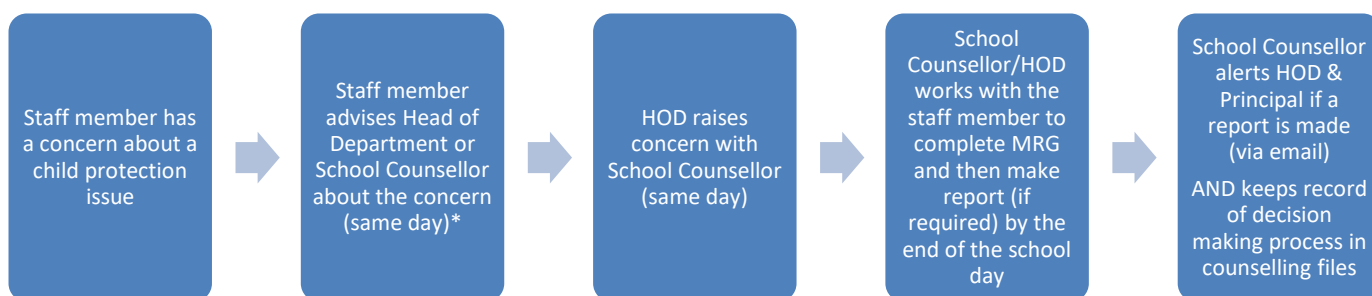 Staff member has
a concern about a
child protection
issue
Staff member
advises Head of
Department or
School Counsellor
about the concern
(same day)*
HOD raises
concern with
School Counsellor
(same day)
School
Counsellor/HOD
works with the
staff member to
complete MRG
and then make
report (if
required) by the
end of the school
day
School Counsellor
alerts HOD &
Principal if a
report is made
(via email)
AND keeps record
of decision
making process in
counselling files